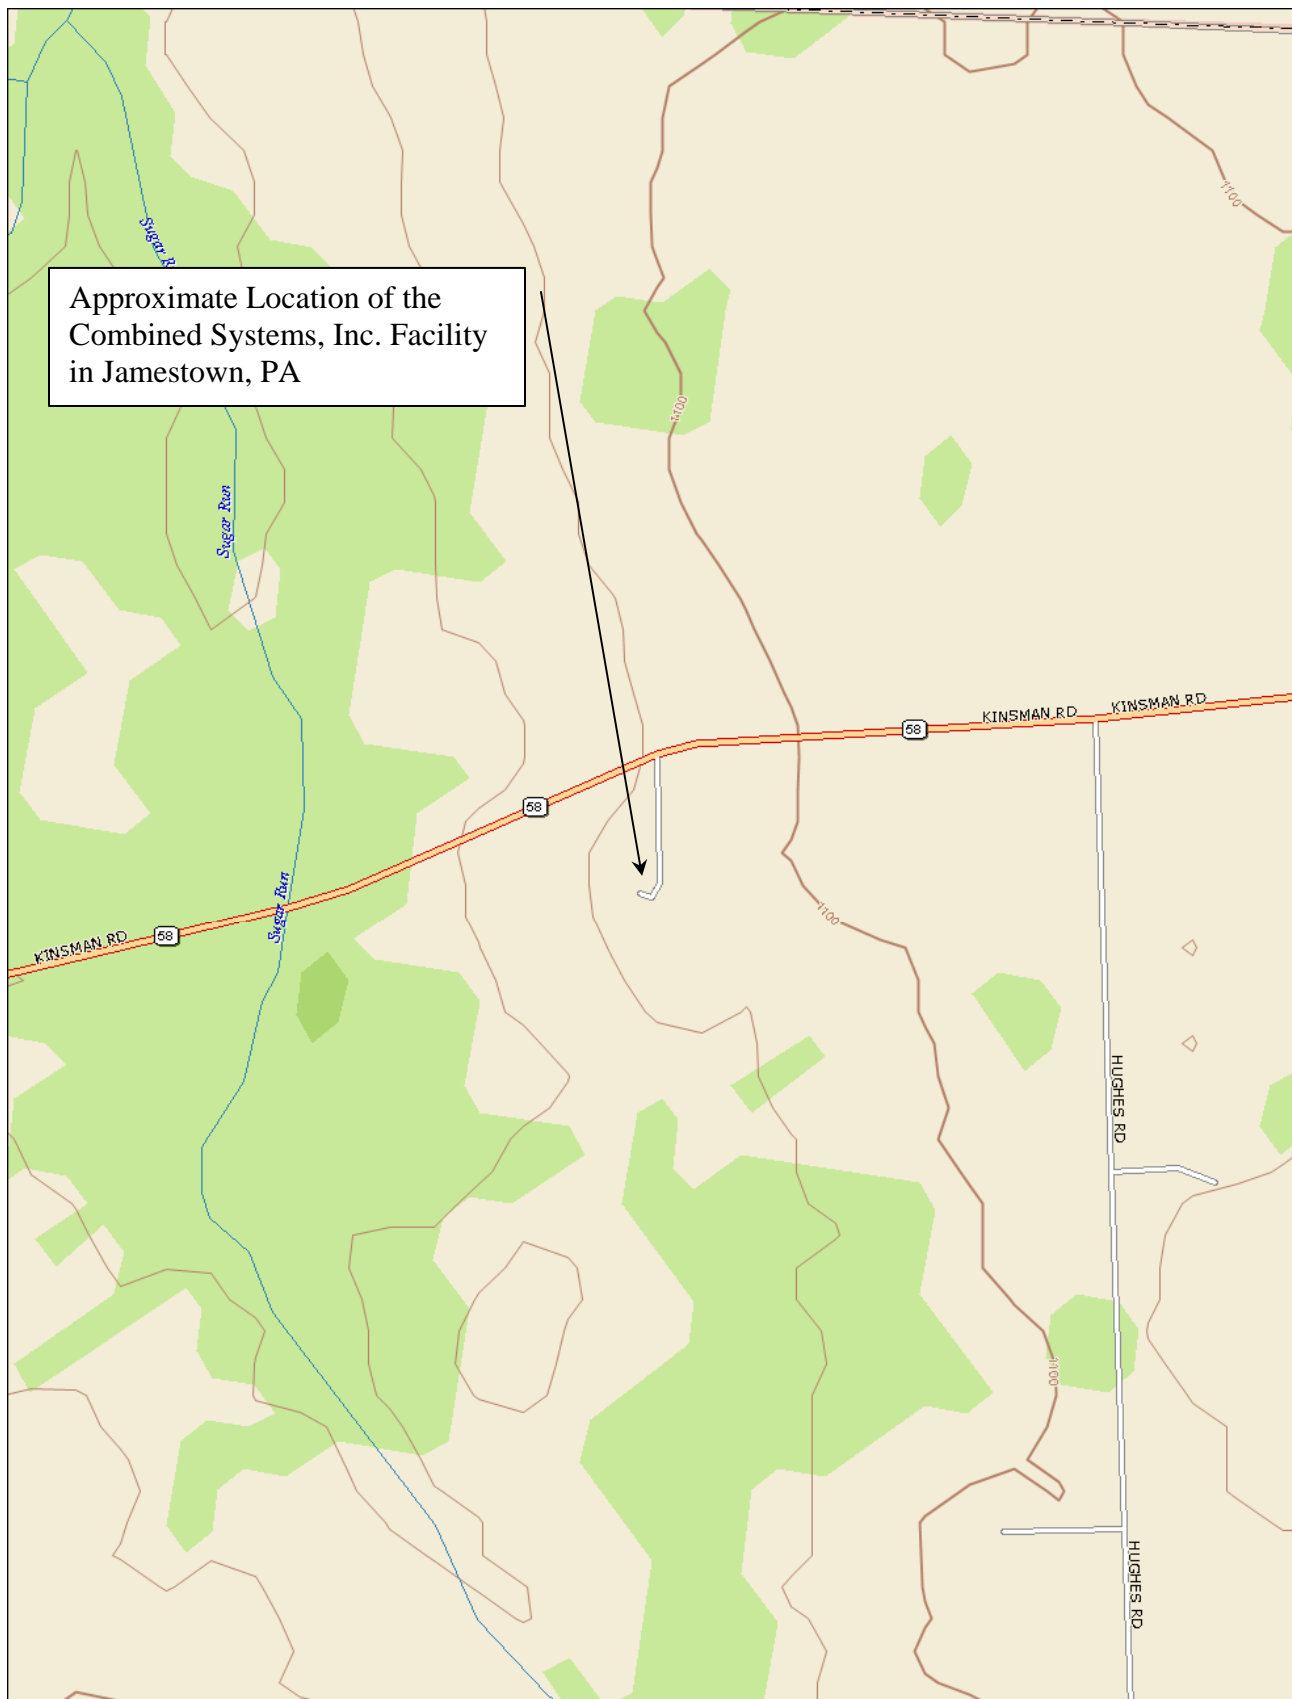 1100
Sugar
Approximate Location of the
Combined Systems, Inc. Facility
in Jamestown, PA
1100
Sugar Run
KINSMAN RD
KINSMAN RD
58
58
Sugar Run
1100
58
KINSMAN RD
HUGHES RD
1100
HUGHES RD